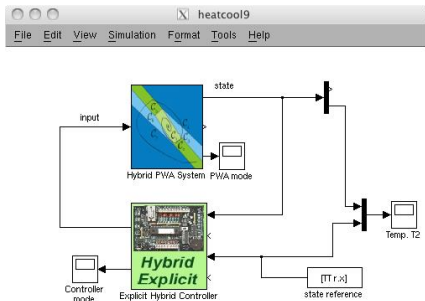 heatcool9
File Edit View Simulation Format Tools Help
state
input
Hybrid PWA System
PWA mode
Temp. T2
Hybrid
Explicit
[TT r.x]
Controller
mode
Explicit Hybrid Controller
state reference